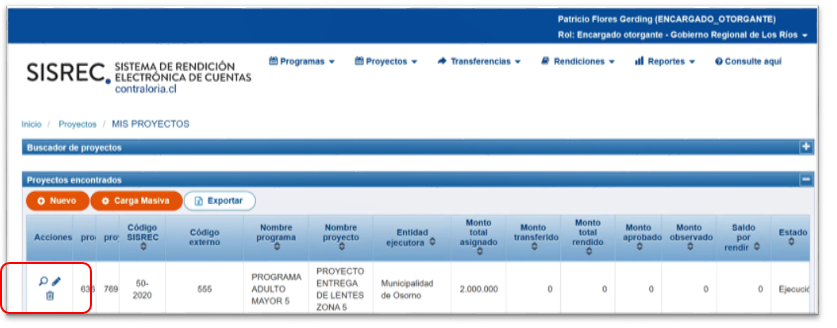 Patricio Flores Gerding (ENCARGADO_OTORGANTE)
Rol: Encargado otorgante - Gobierno Regional de Los Ríos
SISREC. SISTEMA DE RENDICIÓN ELECTRÓNICA DE CUENTAS
contraloria.cl
Programas Proyectos Transferencias Rendiciones Reportes Consulte aquí
Inicio / Proyectos / MIS PROYECTOS
Buscador de proyectos
Proyectos encontrados
Nuevo Carga Masiva Exportar
Acciones pro pro Código SISREC Código externo Nombre programa Nombre proyecto Entidad ejecutora Monto total asignado Monto transferido Monto total rendido Monto aprobado Monto observado Saldo por rendir Estado
769 50-2020 555 PROGRAMA ADULTO MAYOR 5 PROYECTO ENTREGA DE LENTES ZONA 5 Municipalidad de Osorno 2.000.000 0 0 0 0 0 Ejecució